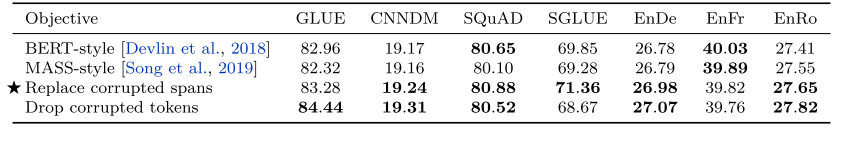 Objective GLUE CNNDM SQuAD SGLUE EnDe EnFr EnRo
BERT-style [Devlin et al., 2018] 82.96 19.17 80.65 69.85 26.78 40.03 27.41
MASS-style [Song et al., 2019] 82.32 19.16 80.10 69.28 26.79 39.89 27.55
★ Replace corrupted spans 83.28 19.24 80.88 71.36 26.98 39.82 27.65
Drop corrupted tokens 84.44 19.31 80.52 68.67 27.07 39.76 27.82